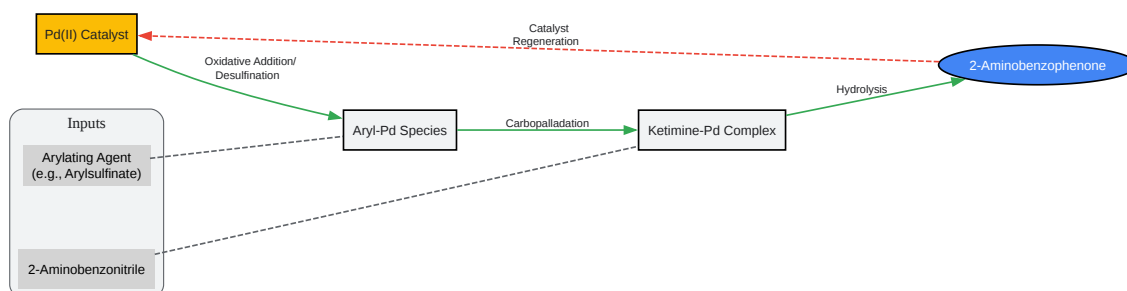 Pd(II) Catalyst
Catalyst
Regeneration
Oxidative Addition/
Desulfination
2-Aminobenzophenone
Hydrolysis
Inputs
Aryl-Pd Species
Carbopalladation
Ketimine-Pd Complex
Arylating Agent
(e.g., Arylsulfinate)
2-Aminobenzonitrile